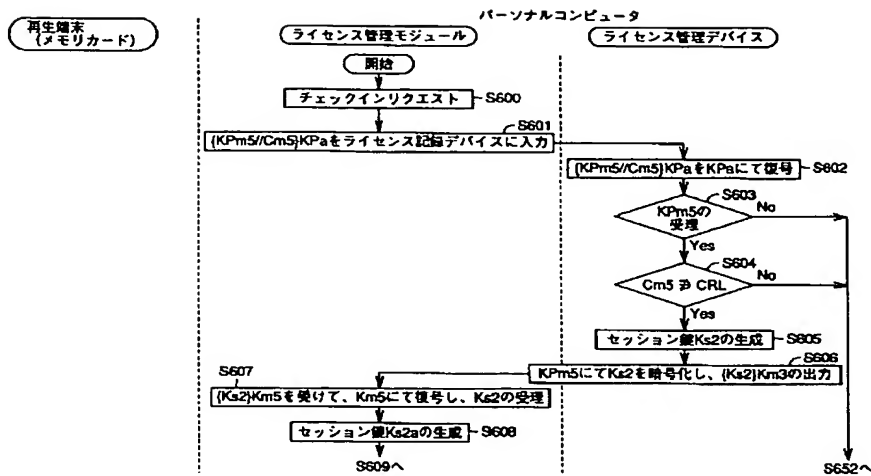 パーソナルコンピュータ
再生端末
(メモリカード)
ライセンス管理モジュール
ライセンス管理デバイス
開始
チェックインリクエスト
S600
S601
{KPm5//Cm5}KPaをライセンス記録デバイスに入力
{KPm5//Cm5}KPaをKPaにて復号
S602
S603
KPm5の
受理
No
Yes
S604
Cm5 ∌ CRL
No
Yes
セッション鍵Ks2の生成
S605
S606
KPm5にてKs2を暗号化し、{Ks2}Km3の出力
S607
{Ks2}Km5を受けて、Km5にて復号し、Ks2の受理
セッション鍵Ks2aの生成
S608
S609へ
S652へ